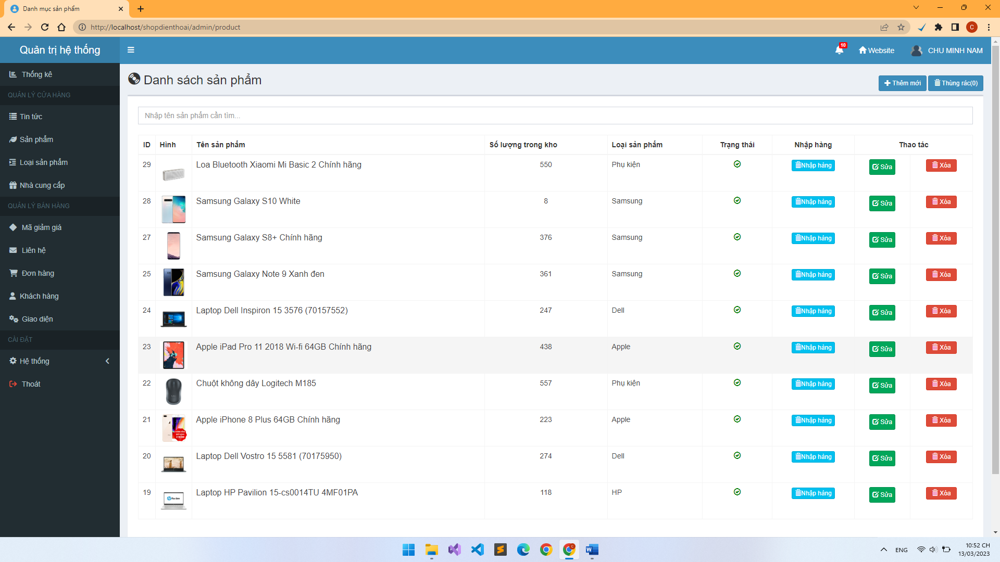 Danh mục sản phẩm
http://localhost/shopdienthoai/admin/product
C
Quản trị hệ thống
10
Website
CHU MINH NAM
Thống kê
QUẢN LÝ CỬA HÀNG
Tin tức
Sản phẩm
Loại sản phẩm
Nhà cung cấp
QUẢN LÝ BÁN HÀNG
Mã giảm giá
Liên hệ
Đơn hàng
Khách hàng
Giao diện
CÀI ĐẶT
Hệ thống
Thoát
Danh sách sản phẩm
Thêm mới
Thùng rác(0)
Nhập tên sản phẩm cần tìm...
ID Hình Tên sản phẩm Số lượng trong kho Loại sản phẩm Trạng thái Nhập hàng Thao tác
29 Loa Bluetooth Xiaomi Mi Basic 2 Chính hãng 550 Phụ kiện Nhập hàng Sửa Xóa
28 Samsung Galaxy S10 White 8 Samsung Nhập hàng Sửa Xóa
27 Samsung Galaxy S8+ Chính hãng 376 Samsung Nhập hàng Sửa Xóa
25 Samsung Galaxy Note 9 Xanh đen 361 Samsung Nhập hàng Sửa Xóa
24 Laptop Dell Inspiron 15 3576 (70157552) 247 Dell Nhập hàng Sửa Xóa
23 Apple iPad Pro 11 2018 Wi-fi 64GB Chính hãng 438 Apple Nhập hàng Sửa Xóa
22 Chuột không dây Logitech M185 557 Phụ kiện Nhập hàng Sửa Xóa
21 Apple iPhone 8 Plus 64GB Chính hãng 223 Apple Nhập hàng Sửa Xóa
20 Laptop Dell Vostro 15 5581 (70175950) 274 Dell Nhập hàng Sửa Xóa
19 Laptop HP Pavilion 15-cs0014TU 4MF01PA 118 HP Nhập hàng Sửa Xóa
ENG
10:52 CH
13/03/2023